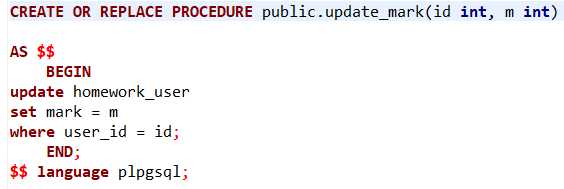 CREATE OR REPLACE PROCEDURE public.update_mark(id int, m int)
AS $$
BEGIN
update homework_user
set mark = m
where user_id = id;
END;
$$ language plpgsql;